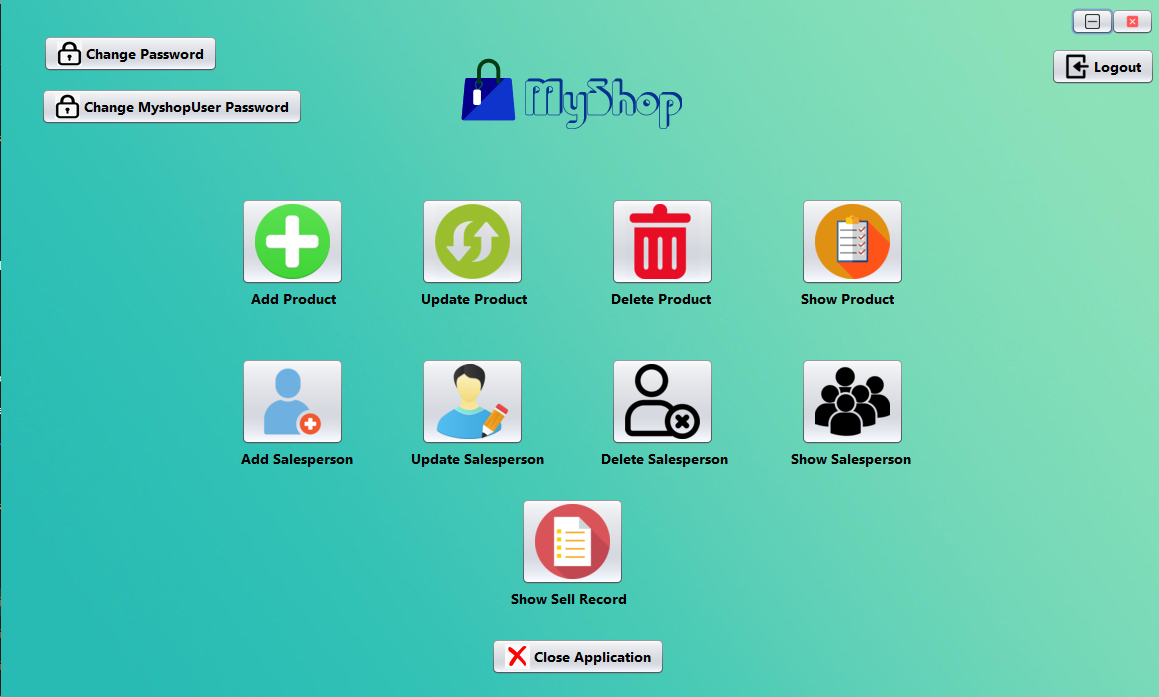 Change Password
Logout
Change MyshopUser Password
MyShop
Add Product
Update Product
Delete Product
Show Product
Add Salesperson
Update Salesperson
Delete Salesperson
Show Salesperson
Show Sell Record
Close Application